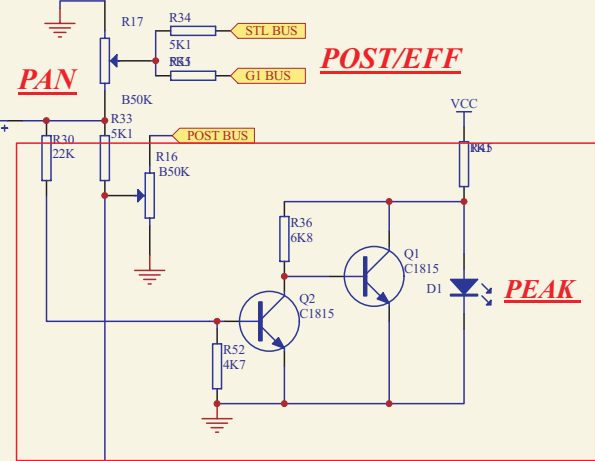 R17
R34
STL BUS
5K1
POST/EFF
PAN
G1 BUS
B50K
R33
5K1
POST BUS
VCC
R30
22K
R16
B50K
R36
6K8
Q1
C1815
D1
PEAK
Q2
C1815
R52
4K7